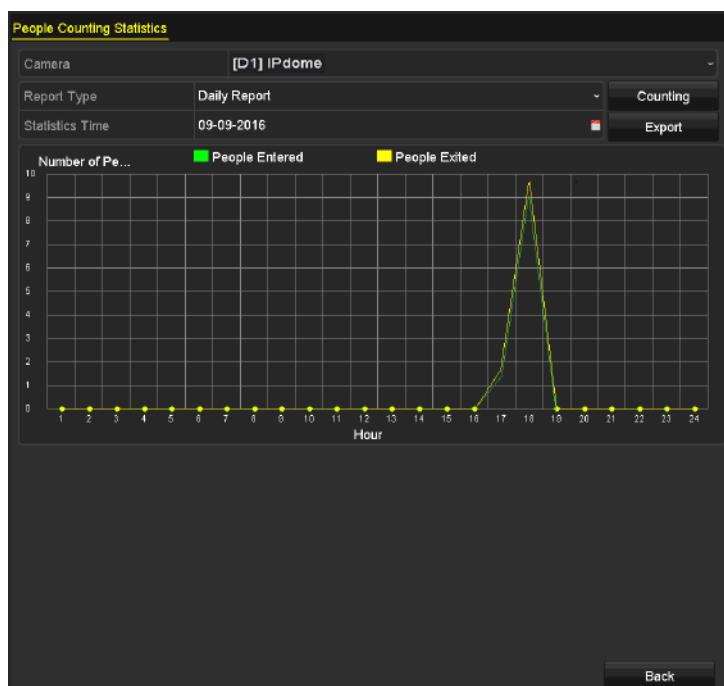 People Counting Statistics
Camera [D1] IPdome
Report Type Daily Report Counting
Statistics Time 09-09-2016 Export
Number of Pe... People Entered People Exited
10
9
8
7
6
5
4
3
2
1
0
1 2 3 4 5 6 7 8 9 10 11 12 13 14 15 16 17 18 19 20 21 22 23 24
Hour
Back